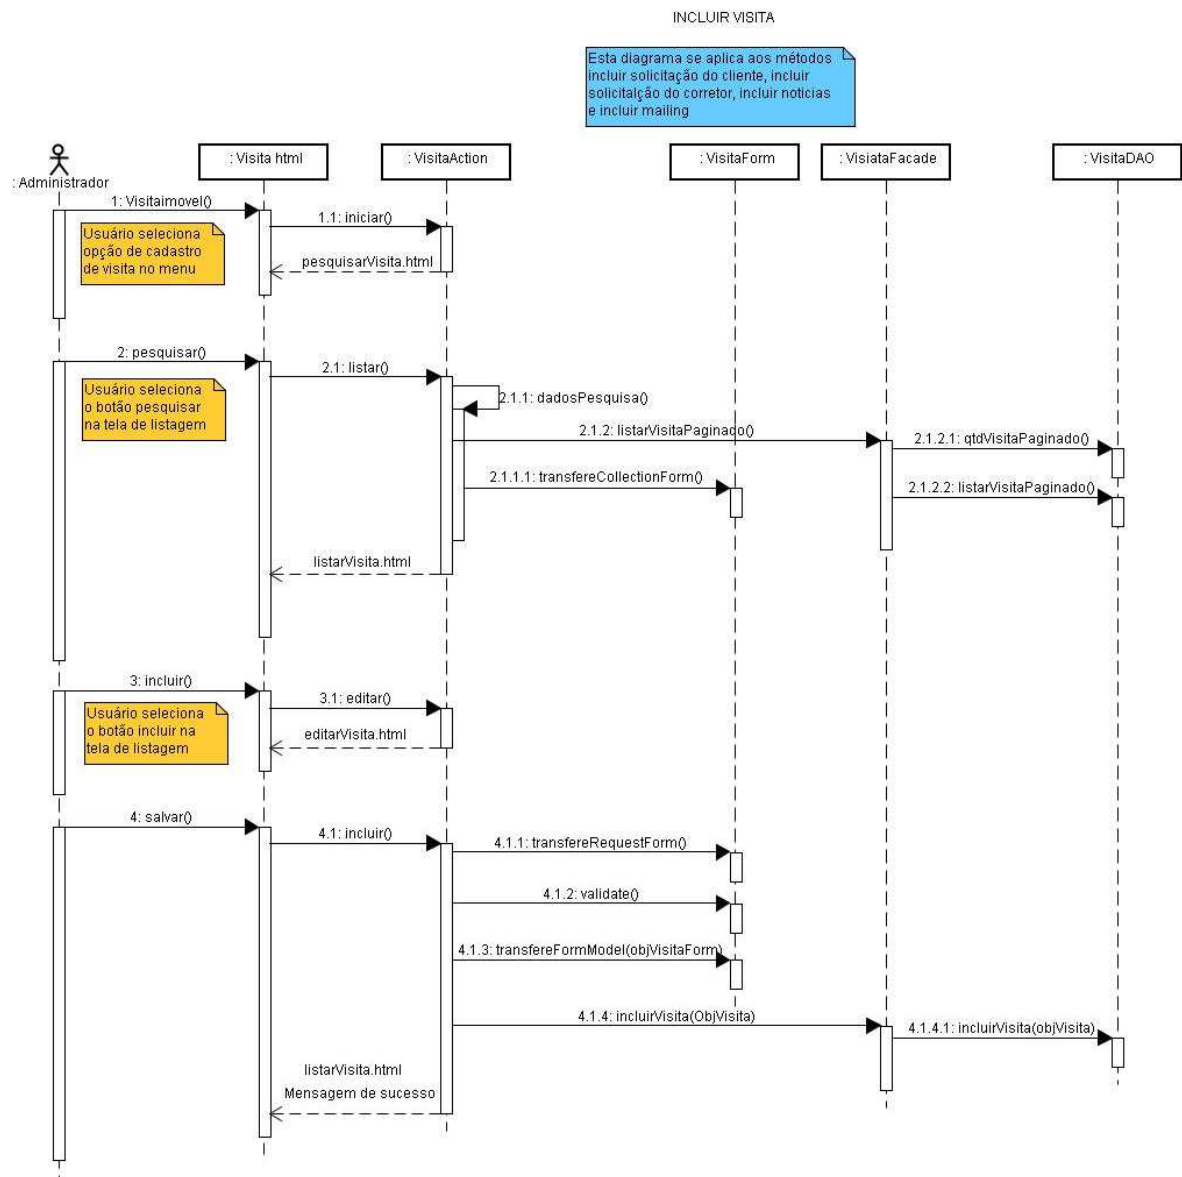 INCLUIR VISITA
Esta diagrama se aplica aos métodos
incluir solicitação do cliente, incluir
solicitalção do corretor, incluir noticias
e incluir mailing
: Administrador
: Visita html
: VisitaAction
: VisitaForm
: VisiataFacade
: VisitaDAO
1: Visitaimovel()
Usuário seleciona
opção de cadastro
de visita no menu
1.1: iniciar()
pesquisarVisita.html
2: pesquisar()
Usuário seleciona
o botão pesquisar
na tela de listagem
2.1: listar()
2.1.1: dadosPesquisa()
2.1.2: listarVisitaPaginado()
2.1.2.1: qtdVisitaPaginado()
2.1.1.1: transfereCollectionForm()
2.1.2.2: listarVisitaPaginado()
listarVisita.html
3: incluir()
Usuário seleciona
o botão incluir na
tela de listagem
3.1: editar()
editarVisita.html
4: salvar()
4.1: incluir()
4.1.1: transfereRequestForm()
4.1.2: validate()
4.1.3: transfereFormModel(objVisitaForm)
4.1.4: incluirVisita(ObjVisita)
4.1.4.1: incluirVisita(objVisita)
listarVisita.html
Mensagem de sucesso